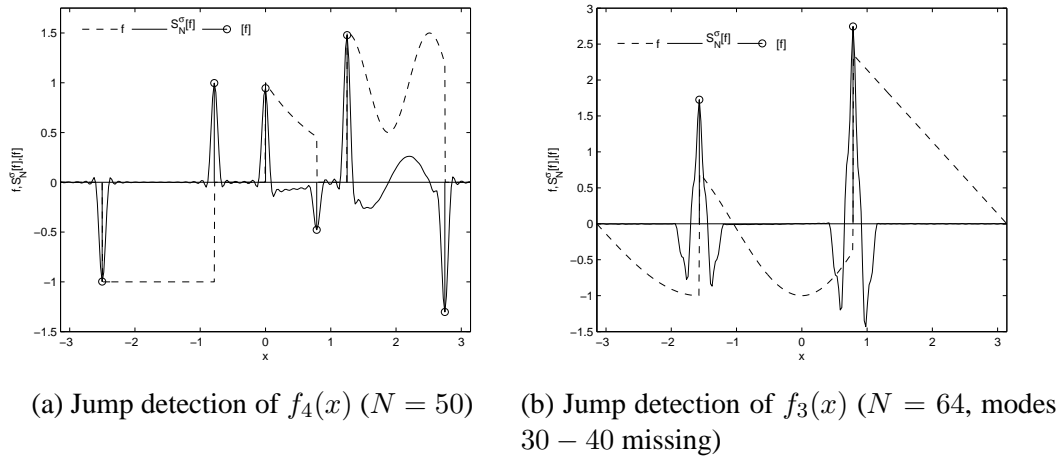 f
S_N^σ[f]
[f]
1.5
1
0.5
0
−0.5
−1
−1.5
f,S_N^σ[f],[f]
−3
−2
−1
0
1
2
3
x
f
S_N^σ[f]
[f]
3
2.5
2
1.5
1
0.5
0
−0.5
−1
−1.5
f,S_N^σ[f],[f]
−3
−2
−1
0
1
2
3
x
(a) Jump detection of f₄(x) (N = 50)
(b) Jump detection of f₃(x) (N = 64, modes
30 − 40 missing)